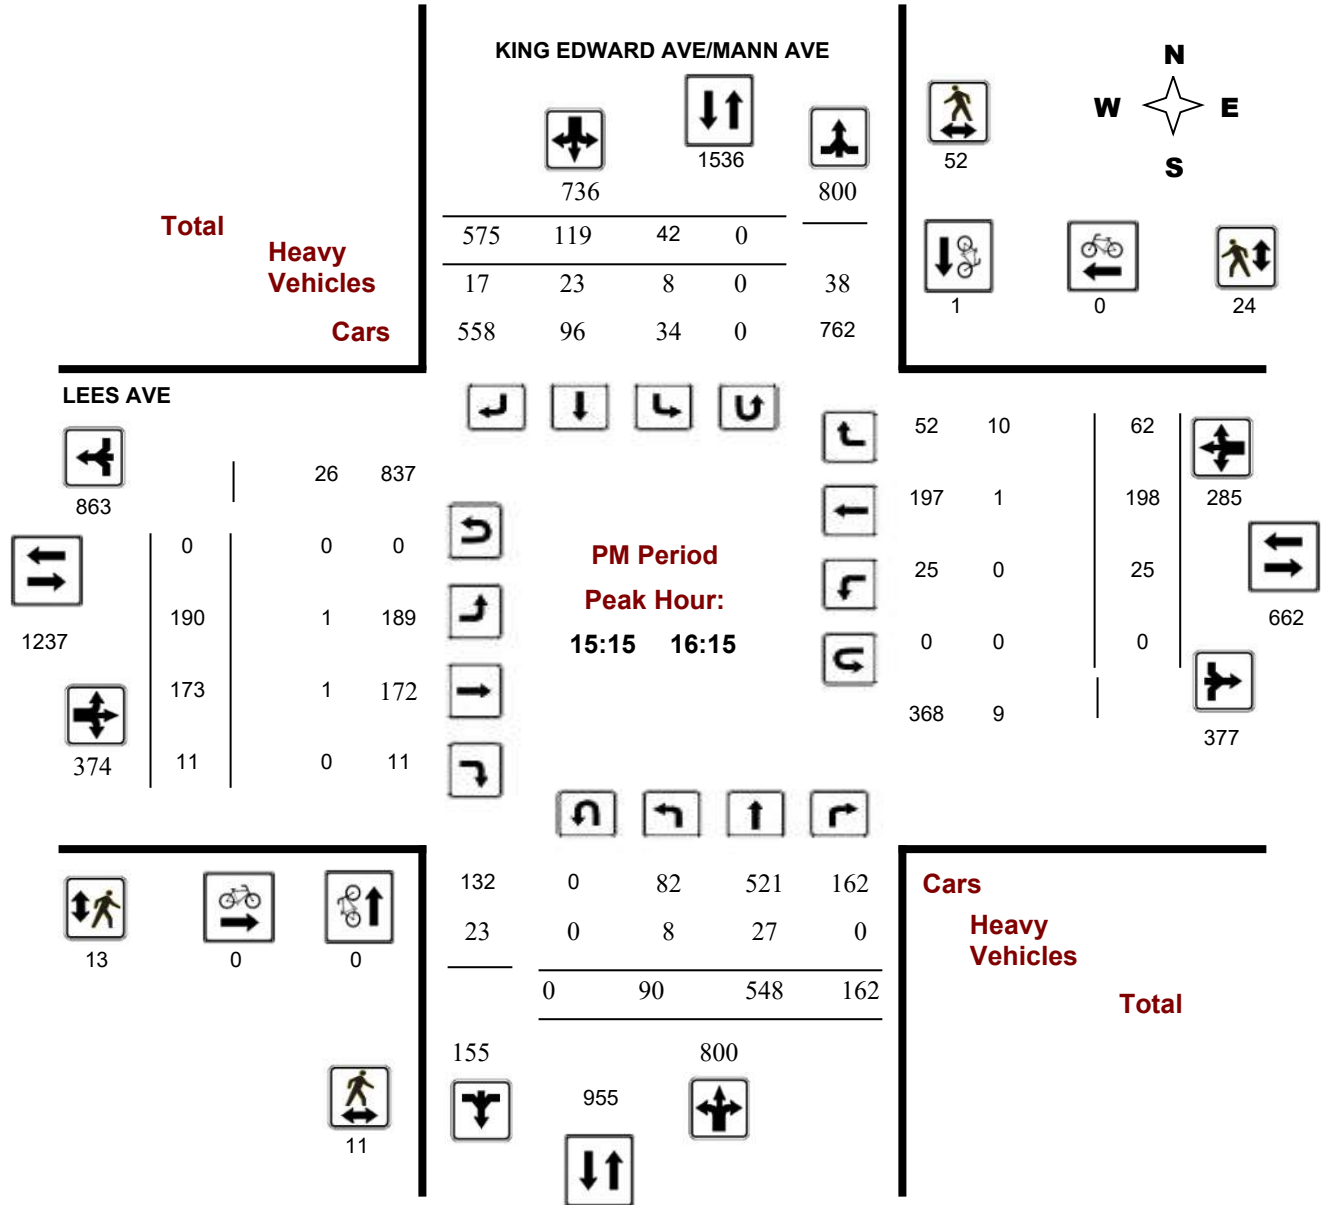 KING EDWARD AVE/MANN AVE
N
W E
S
1536
52
736 800
Total
575 119 42 0
Heavy
Vehicles
17 23 8 0 38
1 0 24
Cars
558 96 34 0 762
LEES AVE
52 10 62
26 837
863
197 1 198 285
0 0 0
PM Period
25 0 25
Peak Hour:
190 1 189
662
1237
15:15 16:15
0 0 0
173 1 172
368 9
377
374 11 0 11
132 0 82 521 162
Cars
23 0 8 27 0
Heavy
Vehicles
13 0 0
0 90 548 162
Total
155 800
955
11